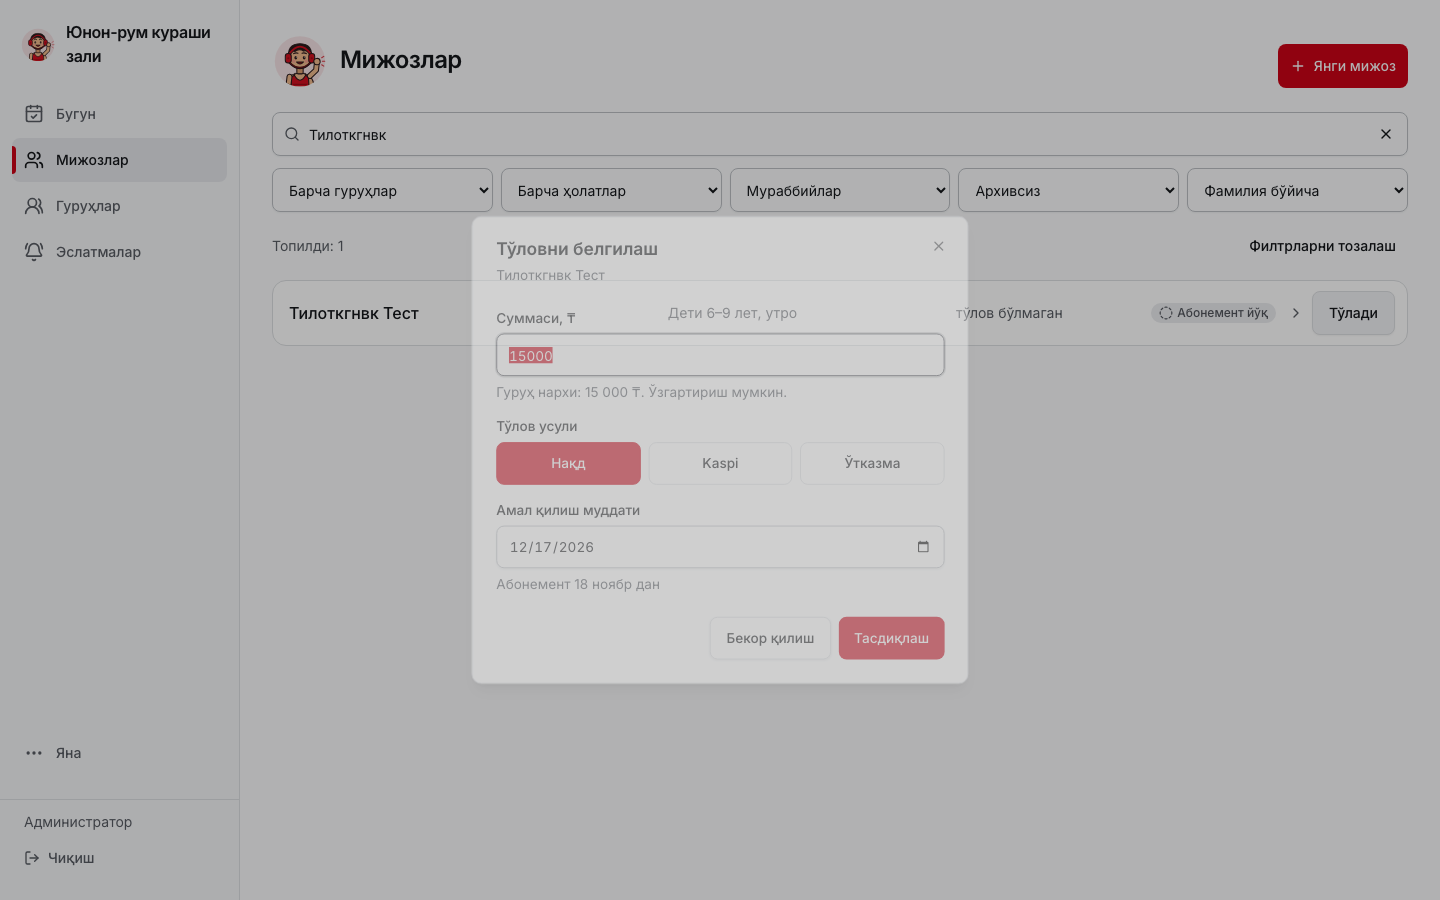 Юнон-рум кураши
зали
Бугун
Мижозлар
Гуруҳлар
Эслатмалар
Яна
Администратор
Чиқиш
Мижозлар
+ Янги мижоз
Тилоткгнвк
Барча гуруҳлар
Барча ҳолатлар
Мураббийлар
Архивсиз
Фамилия бўйича
Топилди: 1
Филтрларни тозалаш
Тилоткгнвк Тест
Дети 6–9 лет, утро
тўлов бўлмаган
Абонемент йўқ
Тўлади
Тўловни белгилаш
Тилоткгнвк Тест
Суммаси, ₸
15000
Гуруҳ нархи: 15 000 ₸. Ўзгартириш мумкин.
Тўлов усули
Нақд
Kaspi
Ўтказма
Амал қилиш муддати
12/17/2026
Абонемент 18 ноябр дан
Бекор қилиш
Тасдиқлаш